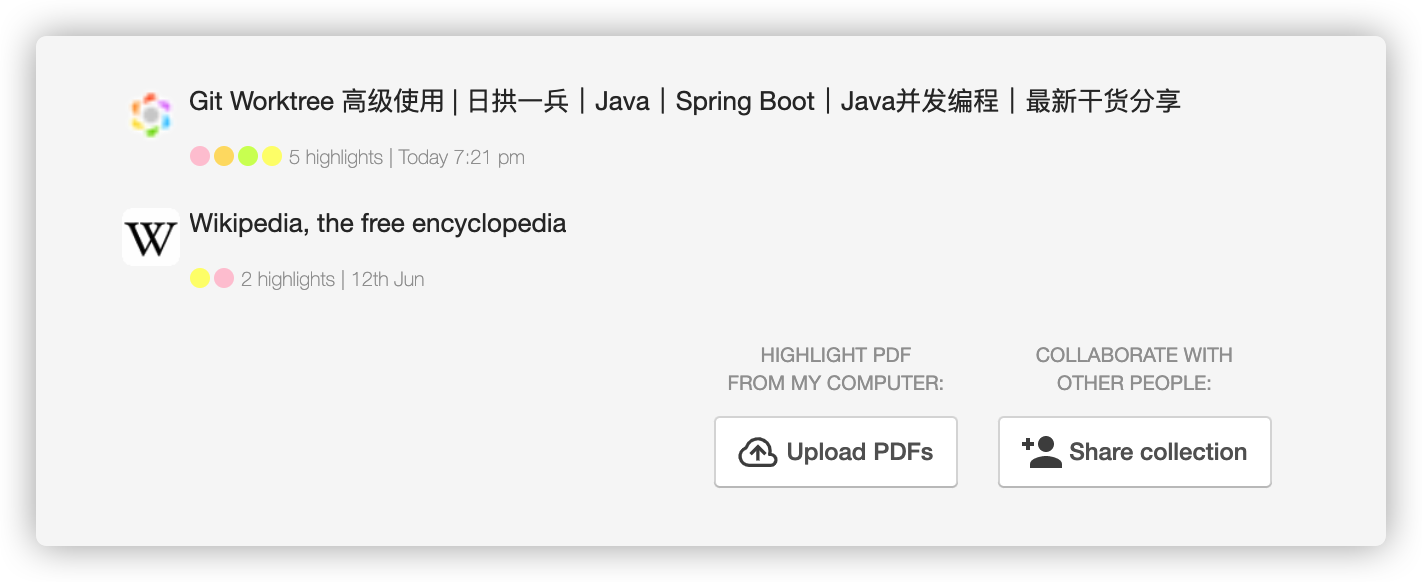 Git Worktree 高级使用 | 日拱一兵｜Java｜Spring Boot｜Java并发编程｜最新干货分享
5 highlights | Today 7:21 pm
W
Wikipedia, the free encyclopedia
2 highlights | 12th Jun
HIGHLIGHT PDF
FROM MY COMPUTER:
Upload PDFs
COLLABORATE WITH
OTHER PEOPLE:
Share collection